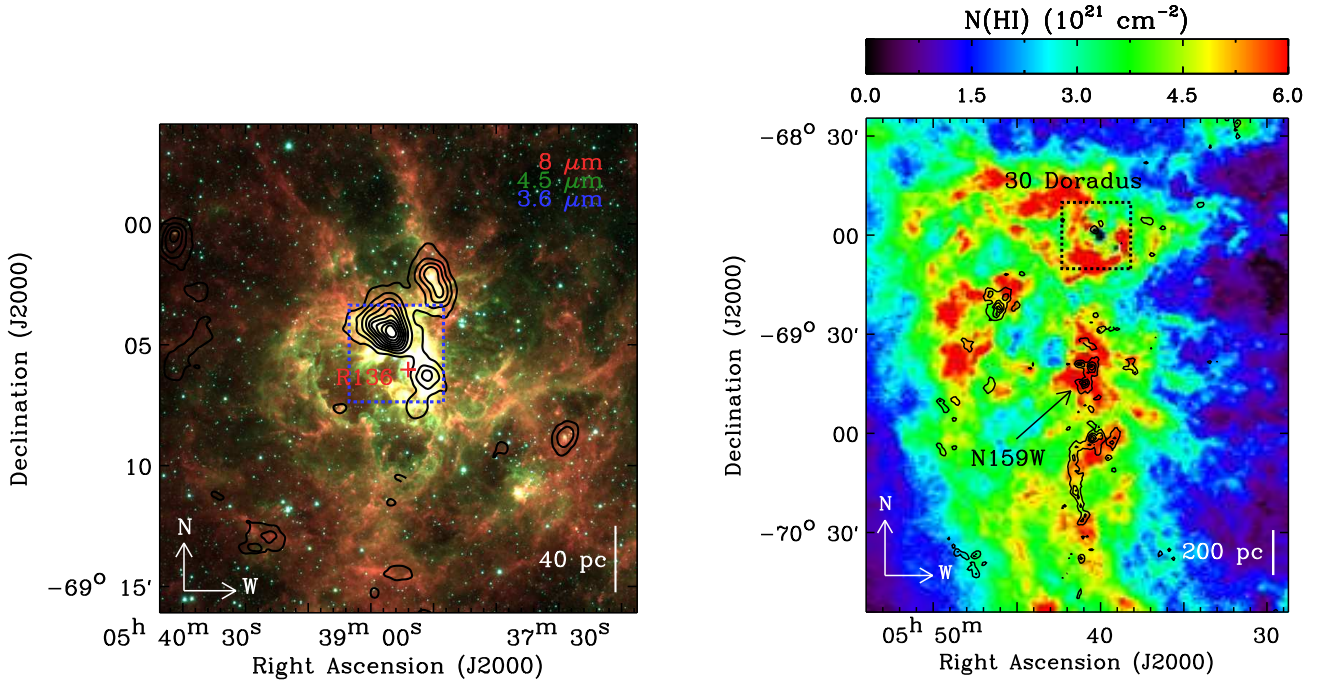 8 μm
4.5 μm
3.6 μm
R136
40 pc
N
W
00
05
10
−69° 15'
05ʰ 40ᵐ 30ˢ
39ᵐ 00ˢ
37ᵐ 30ˢ
Declination (J2000)
Right Ascension (J2000)
N(HI) (10²¹ cm⁻²)
0.0 1.5 3.0 4.5 6.0
30 Doradus
N159W
200 pc
N
W
−68° 30'
00
−69° 30'
00
−70° 30'
05ʰ 50ᵐ
40
30
Declination (J2000)
Right Ascension (J2000)